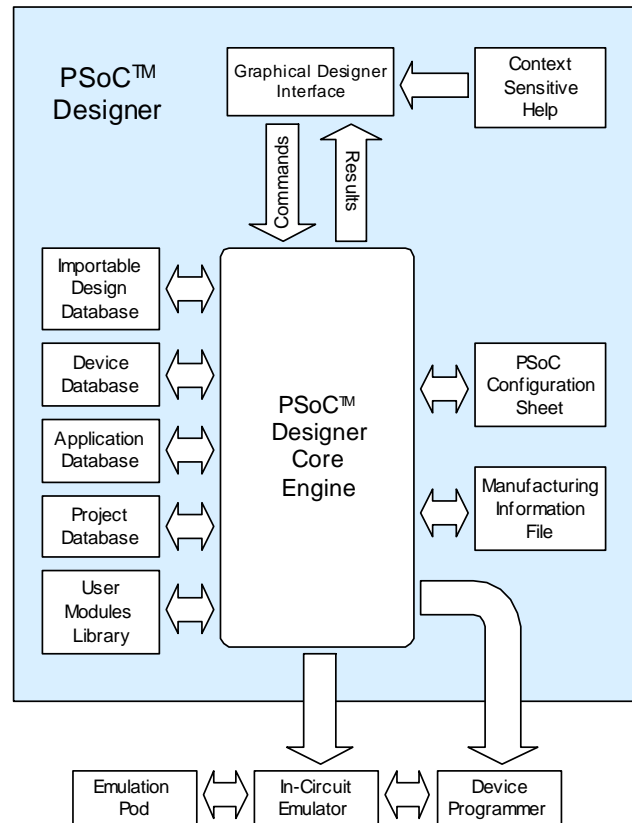 PSoC™
Designer
Graphical Designer
Interface
Context
Sensitive
Help
Commands
Results
Importable
Design
Database
Device
Database
Application
Database
Project
Database
User
Modules
Library
PSoC™
Designer
Core
Engine
PSoC
Configuration
Sheet
Manufacturing
Information
File
Emulation
Pod
In-Circuit
Emulator
Device
Programmer